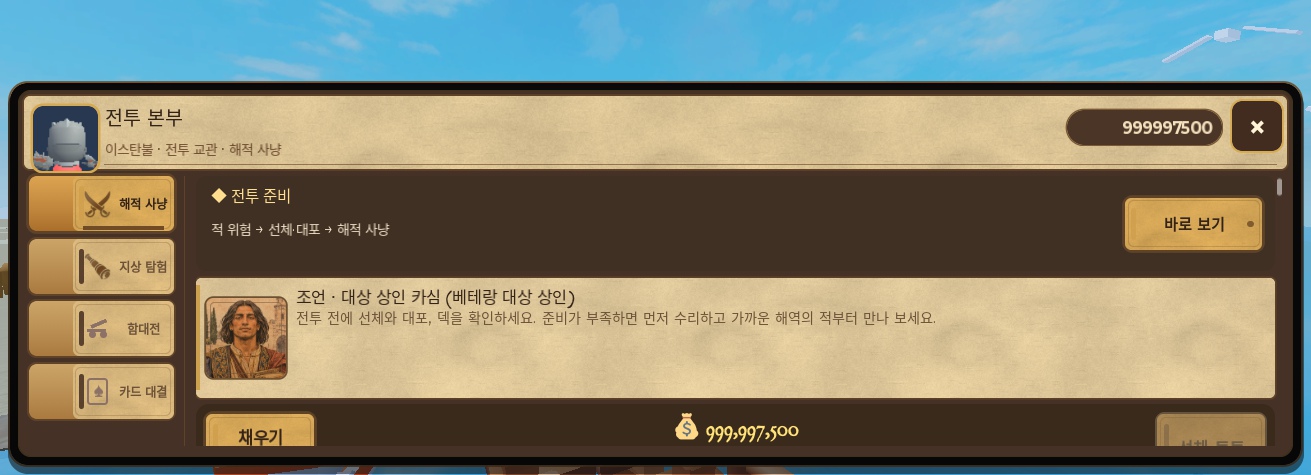 전투 본부
이스탄불 · 전투 교관 · 해적 사냥
999997500
해적 사냥
지상 탐험
함대전
카드 대결
◆ 전투 준비
적 위험 → 선체·대포 → 해적 사냥
바로 보기
조언 · 대상 상인 카심 (베테랑 대상 상인)
전투 전에 선체와 대포, 덱을 확인하세요. 준비가 부족하면 먼저 수리하고 가까운 해역의 적부터 만나 보세요.
채우기
999,997,500